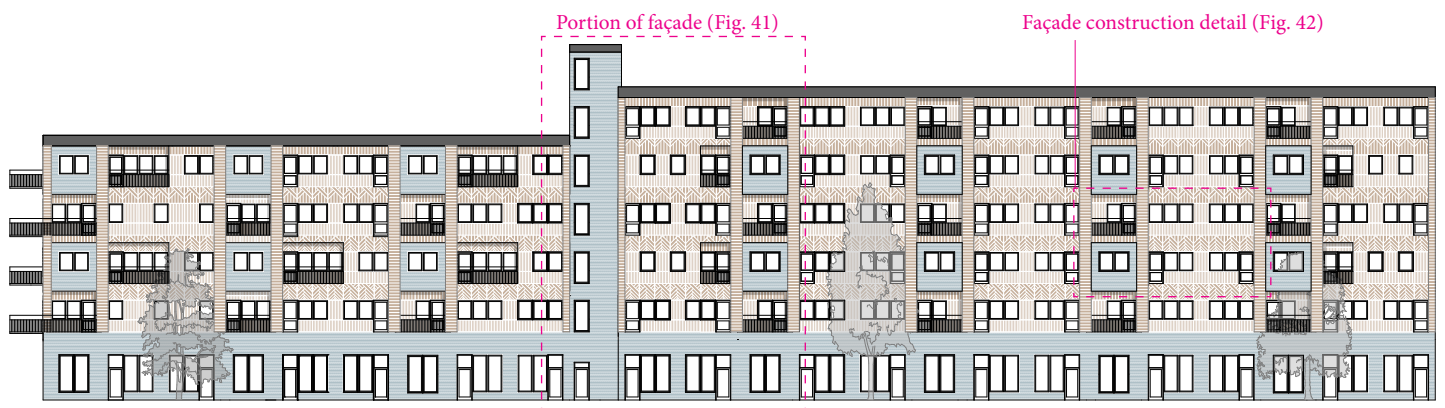 Portion of façade (Fig. 41)
Façade construction detail (Fig. 42)